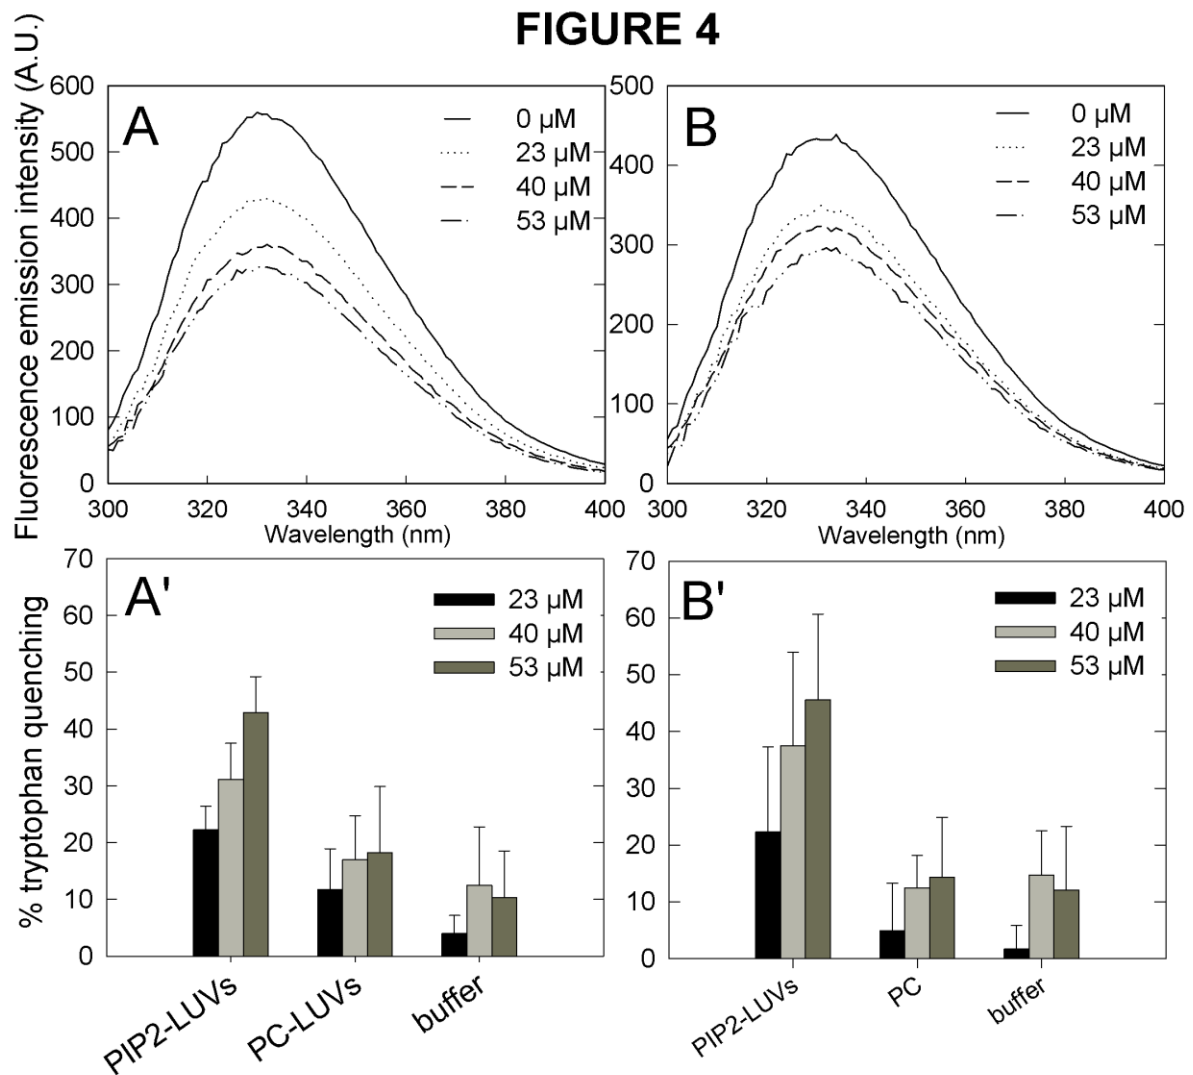 FIGURE 4
Fluorescence emission intensity (A.U.)
A
0 µM
23 µM
40 µM
53 µM
600
500
400
300
200
100
0
300 320 340 360 380 400
Wavelength (nm)
B
0 µM
23 µM
40 µM
53 µM
500
400
300
200
100
0
300 320 340 360 380 400
Wavelength (nm)
% tryptophan quenching
A'
23 µM
40 µM
53 µM
70
60
50
40
30
20
10
0
PIP2-LUVs PC-LUVs buffer
B'
23 µM
40 µM
53 µM
70
60
50
40
30
20
10
0
PIP2-LUVs PC buffer